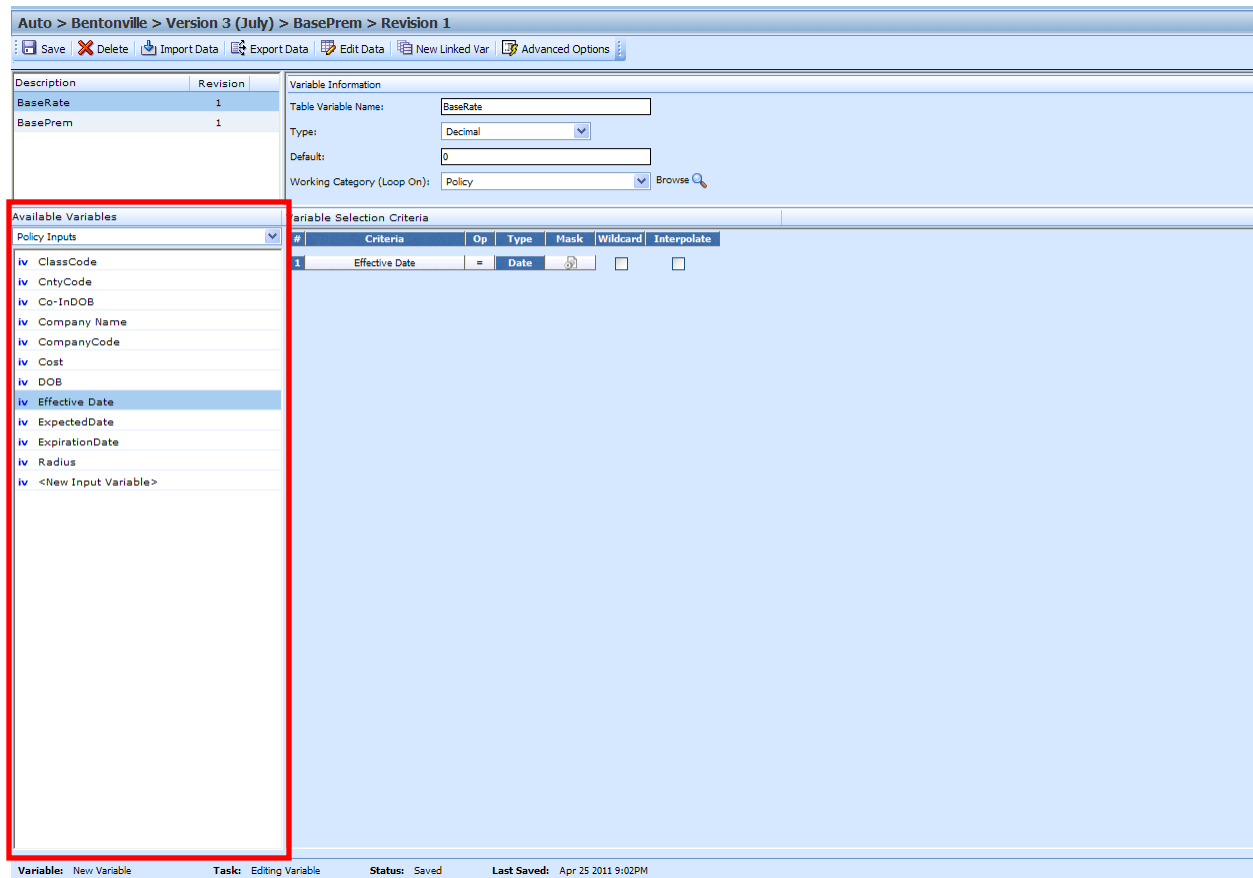 Auto > Bentonville > Version 3 (July) > BasePrem > Revision 1
Save Delete Import Data Export Data Edit Data New Linked Var Advanced Options
Description Revision
BaseRate 1
BasePrem 1
Variable Information
Table Variable Name: BaseRate
Type: Decimal
Default: 0
Working Category (Loop On): Policy Browse
Available Variables
Policy Inputs
iv ClassCode
iv CntyCode
iv Co-InDOB
iv Company Name
iv CompanyCode
iv Cost
iv DOB
iv Effective Date
iv ExpectedDate
iv ExpirationDate
iv Radius
iv <New Input Variable>
Variable Selection Criteria
# Criteria Op Type Mask Wildcard Interpolate
1 Effective Date = Date
Variable: New Variable Task: Editing Variable Status: Saved Last Saved: Apr 25 2011 9:02PM